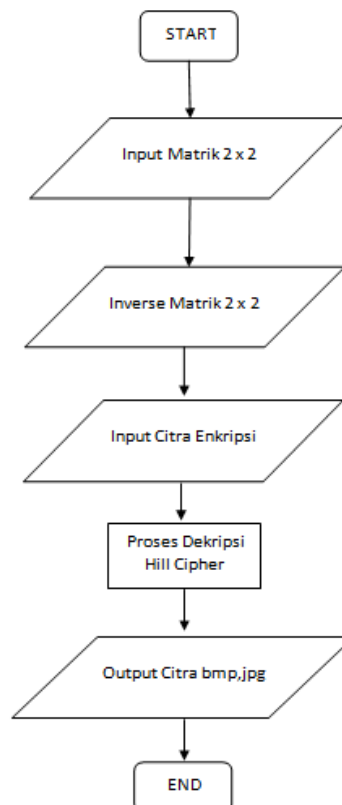 START
Input Matrik 2 x 2
Inverse Matrik 2 x 2
Input Citra Enkripsi
Proses Dekripsi
Hill Cipher
Output Citra bmp,jpg
END